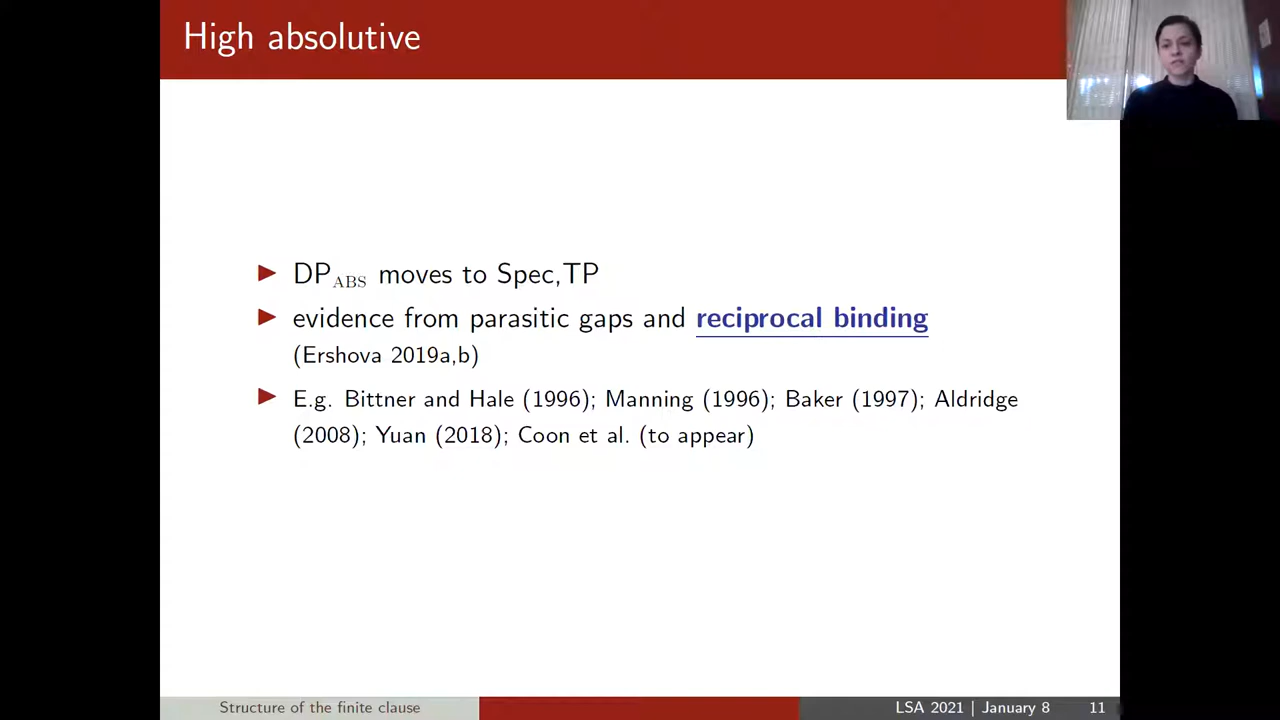 High absolutive
DP_ABS moves to Spec,TP
evidence from parasitic gaps and reciprocal binding
(Ershova 2019a,b)
E.g. Bittner and Hale (1996); Manning (1996); Baker (1997); Aldridge
(2008); Yuan (2018); Coon et al. (to appear)
Structure of the finite clause
LSA 2021 | January 8 11